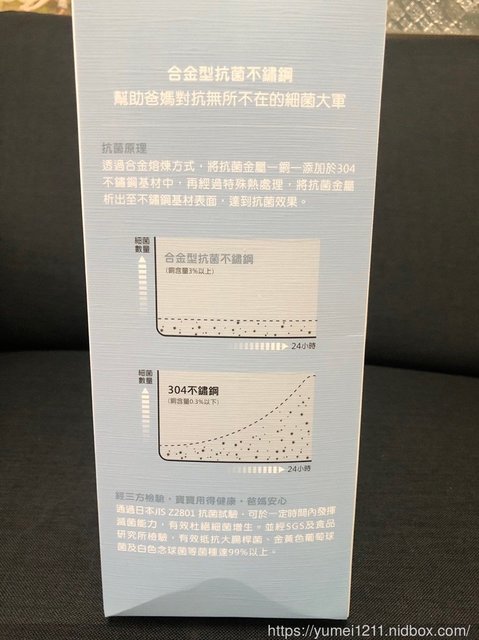 合金型抗菌不鏽鋼
幫助爸媽對抗無所不在的細菌大軍
抗菌原理
透過合金熔煉方式，將抗菌金屬－銅－添加於304
不鏽鋼基材中，再經過特殊熱處理，將抗菌金屬
析出至不鏽鋼基材表面，達到抗菌效果。
細菌
數量
合金型抗菌不鏽鋼
(銅含量3%以上)
24小時
細菌
數量
304不鏽鋼
(銅含量0.3%以下)
24小時
經三方檢驗，寶寶用得健康，爸媽安心
通過日本JIS Z2801 抗菌試驗，可於一定時間內發揮
滅菌能力，有效杜絕細菌增生。並經SGS及食品
研究所檢驗，有效抵抗大腸桿菌、金黃色葡萄球
菌及白色念球菌等菌種達99%以上。
https://yumei1211.nidbox.com/